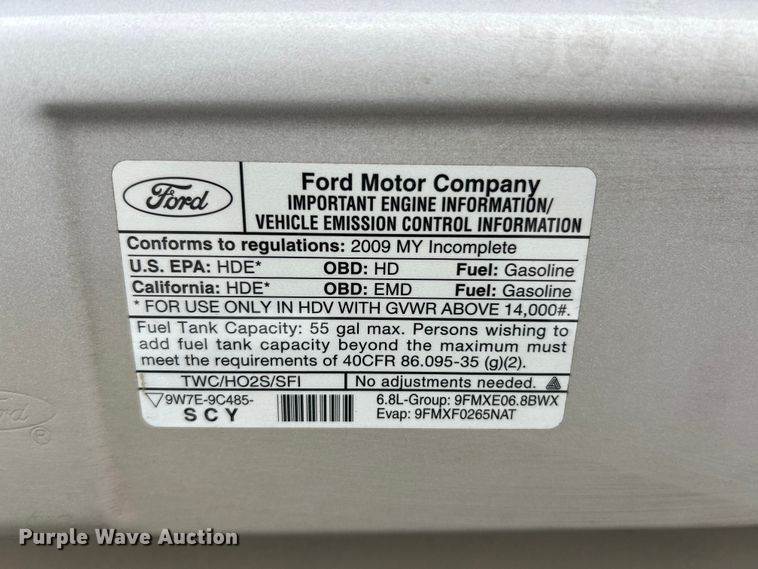 Ford
Ford Motor Company
IMPORTANT ENGINE INFORMATION/
VEHICLE EMISSION CONTROL INFORMATION
Conforms to regulations: 2009 MY Incomplete
U.S. EPA: HDE* OBD: HD Fuel: Gasoline
California: HDE* OBD: EMD Fuel: Gasoline
* FOR USE ONLY IN HDV WITH GVWR ABOVE 14,000#.
Fuel Tank Capacity: 55 gal max. Persons wishing to
add fuel tank capacity beyond the maximum must
meet the requirements of 40CFR 86.095-35 (g)(2).
TWC/HO2S/SFI No adjustments needed.
9W7E-9C485-
SCY
6.8L-Group: 9FMXE06.8BWX
Evap: 9FMXF0265NAT
Ford
®
Purple Wave Auction